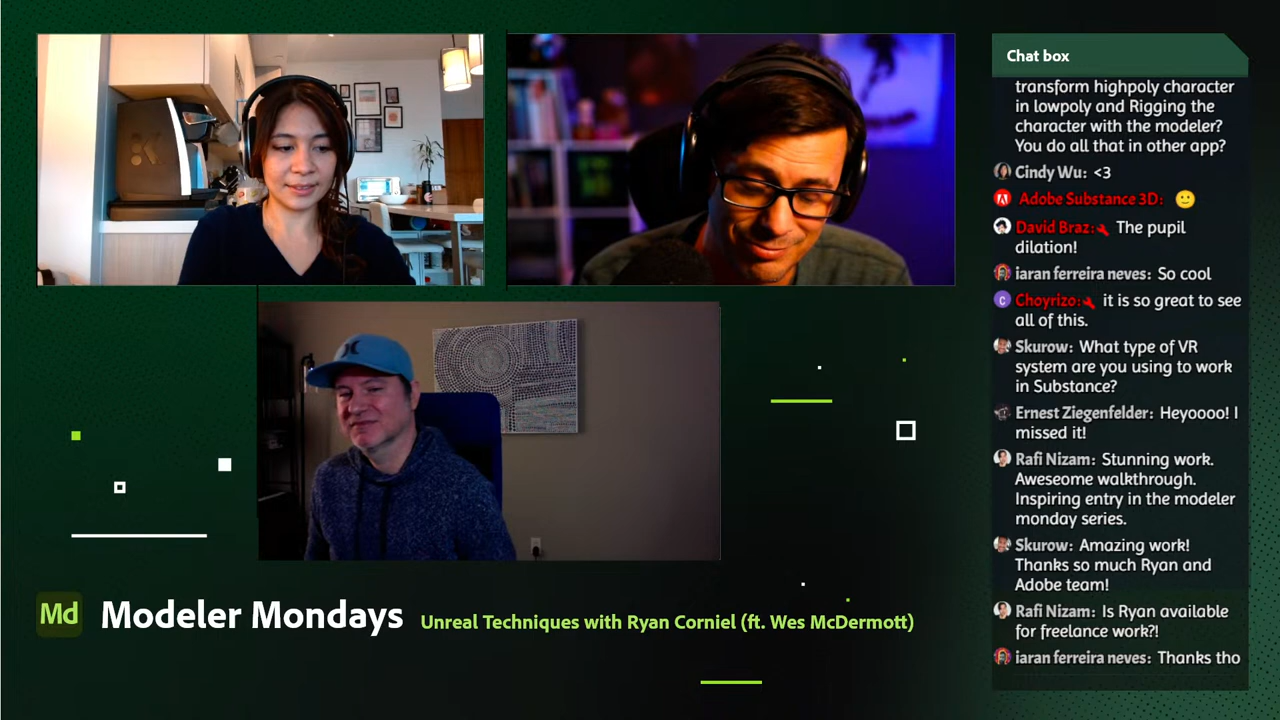 Chat box
transform highpoly character
in lowpoly and Rigging the
character with the modeler?
You do all that in other app?
Cindy Wu: <3
Adobe Substance 3D: 🙂
David Braz: The pupil
dilation!
iaran ferreira neves: So cool
C Choyrizo: it is so great to see
all of this.
Skurow: What type of VR
system are you using to work
in Substance?
Ernest Ziegenfelder: Heyoooo! I
missed it!
Rafi Nizam: Stunning work.
Aweseome walkthrough.
Inspiring entry in the modeler
monday series.
Skurow: Amazing work!
Thanks so much Ryan and
Adobe team!
Rafi Nizam: Is Ryan available
for freelance work?!
iaran ferreira neves: Thanks tho
Md Modeler Mondays Unreal Techniques with Ryan Corniel (ft. Wes McDermott)